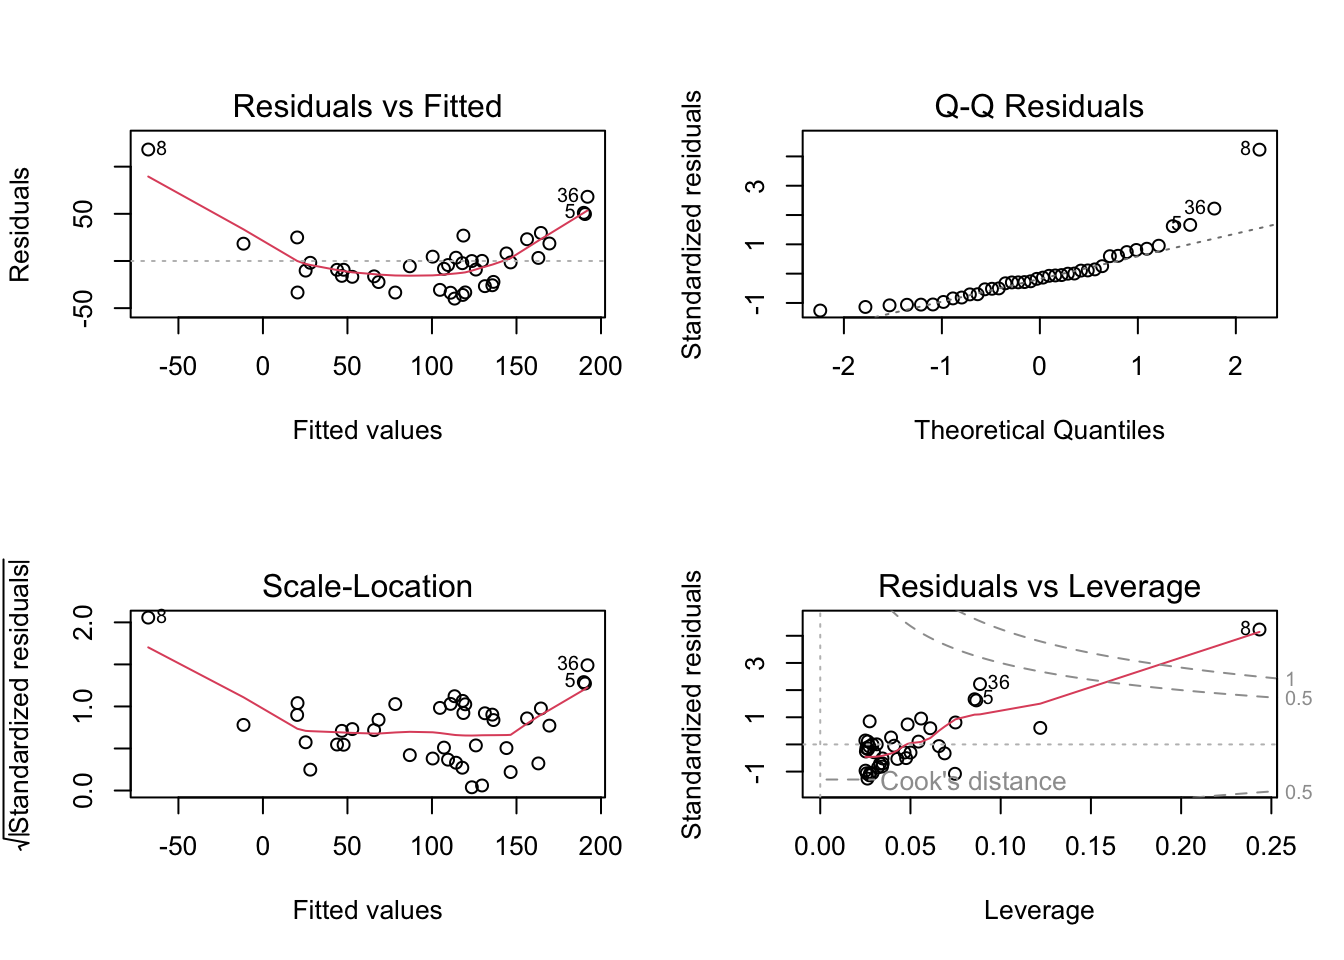 Residuals vs Fitted
Residuals
50
-50
8
36
5
-50 0 50 100 150 200
Fitted values
Q-Q Residuals
Standardized residuals
3
1
-1
8
36
5
-2 -1 0 1 2
Theoretical Quantiles
Scale-Location
√|Standardized residuals|
2.0
1.0
0.0
8
36
5
-50 0 50 100 150 200
Fitted values
Residuals vs Leverage
Standardized residuals
3
1
-1
8
36
5
1
0.5
0.5
Cook's distance
0.00 0.05 0.10 0.15 0.20 0.25
Leverage